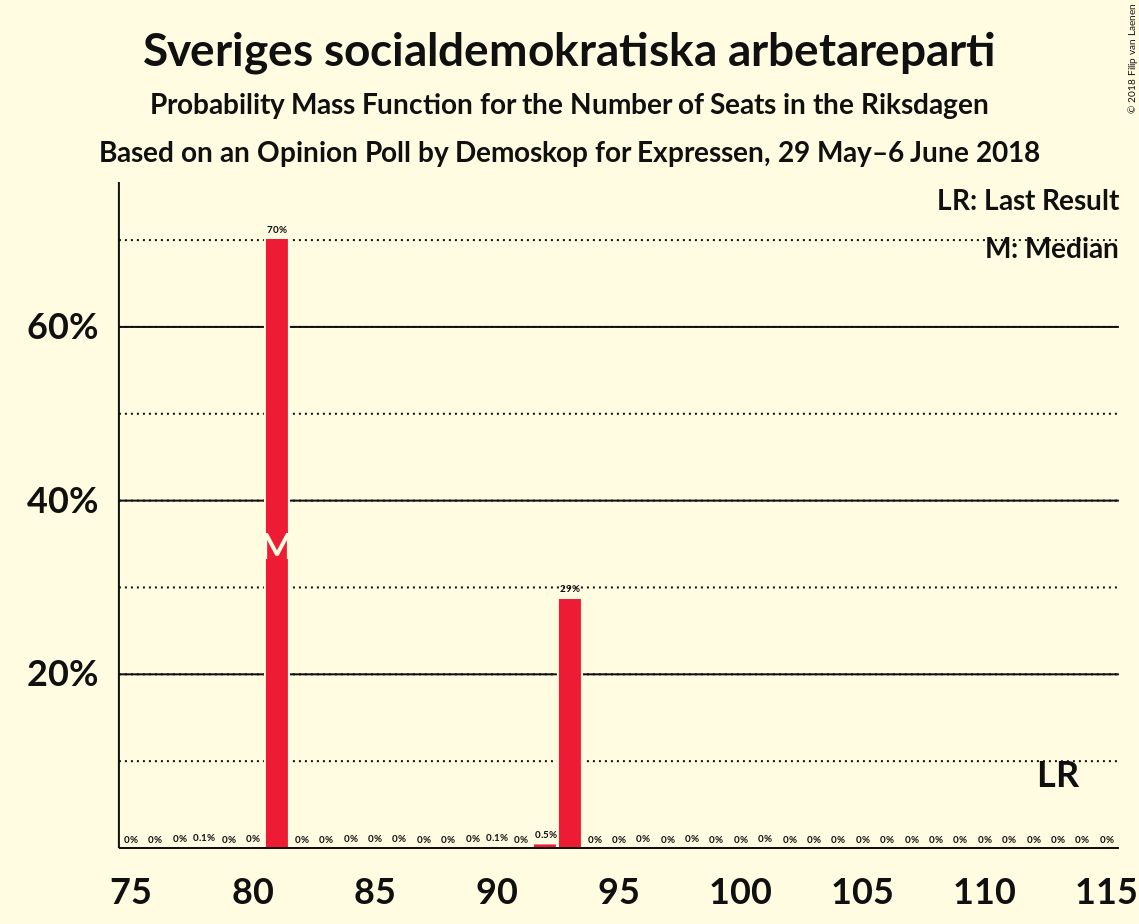 Sveriges socialdemokratiska arbetareparti
Probability Mass Function for the Number of Seats in the Riksdagen
Based on an Opinion Poll by Demoskop for Expressen, 29 May–6 June 2018
© 2018 Filip van Laenen
LR: Last Result
M: Median
70%
60%
40%
M
29%
20%
LR
0% 0% 0% 0.1% 0% 0% 0% 0% 0% 0% 0% 0% 0% 0% 0.1% 0% 0.5% 0% 0% 0% 0% 0% 0% 0% 0% 0% 0% 0% 0% 0% 0% 0% 0% 0% 0% 0% 0% 0% 0%
75 80 85 90 95 100 105 110 115